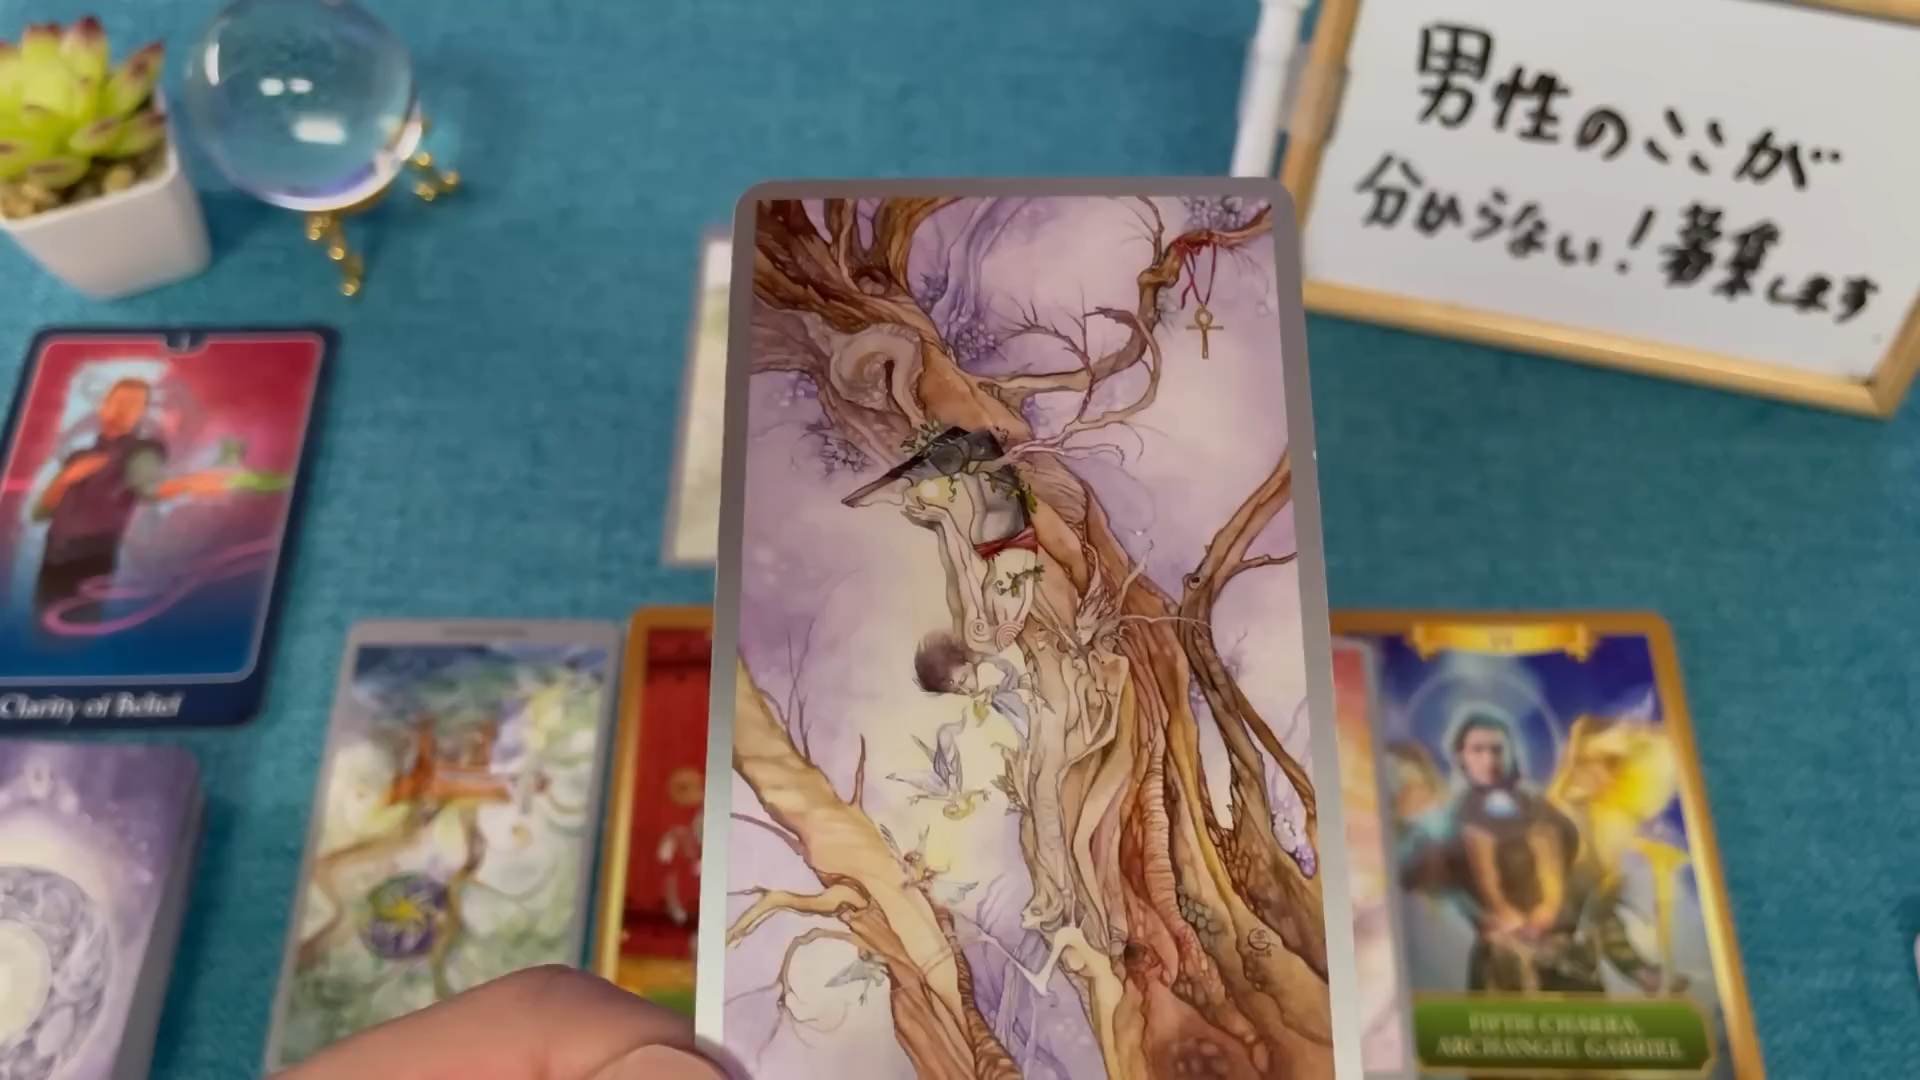 男性のここが
分からない!募集します
Clarity of Belief
FIFTH CHAKRA,
ARCHANGEL GABRIEL